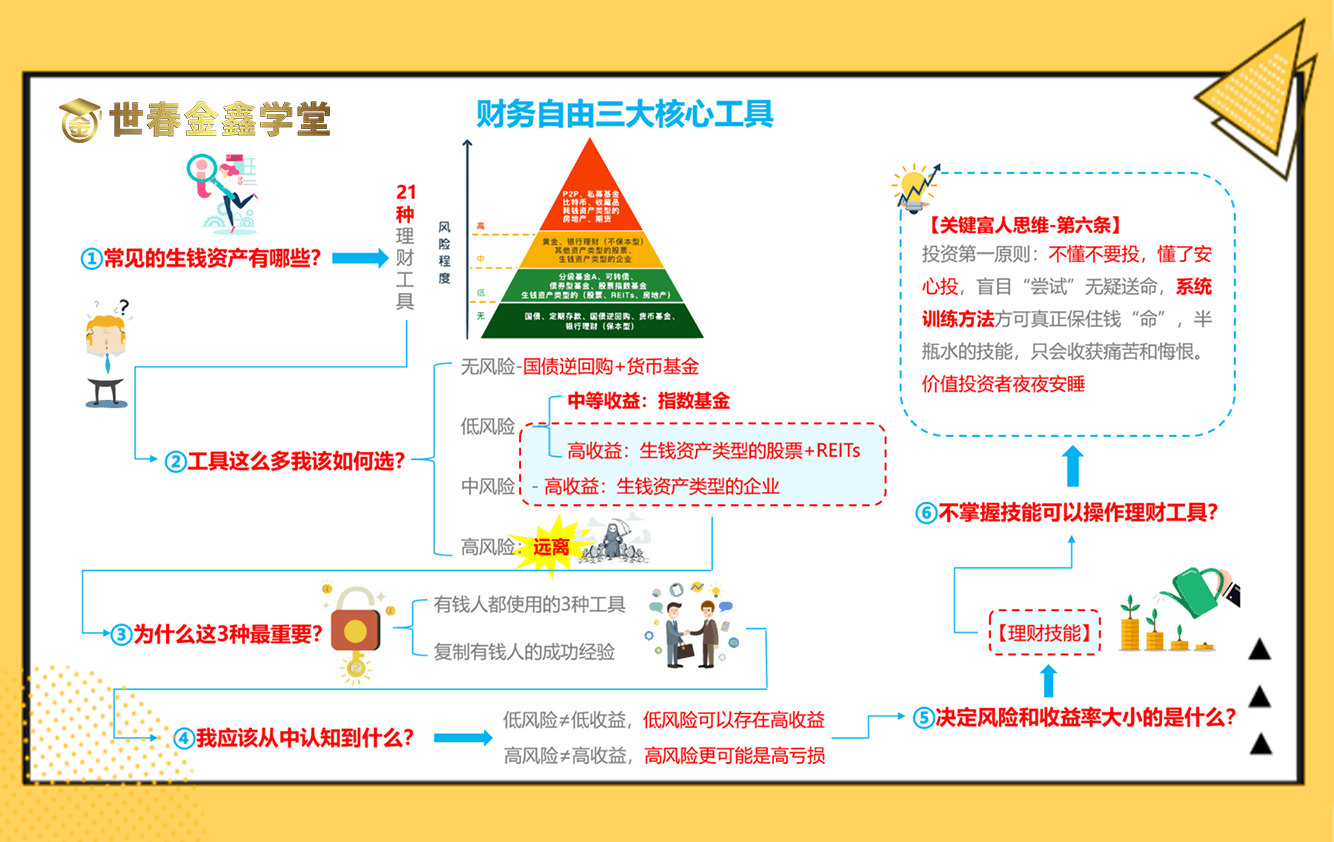 世春金鑫学堂
金
财务自由三大核心工具
①常见的生钱资产有哪些？
21
种
理
财
工
具
风
险
程
度
高
中
低
无
P2P、私募基金
比特币、收藏品
耗钱资产类型的
房地产、期货
黄金、银行理财（不保本型）
其他资产类型的股票、
生钱资产类型的企业
分级基金A、可转债、
债券型基金、股票指数基金
生钱资产类型的（股票、REITs、房地产）
国债、定期存款、国债逆回购、货币基金、
银行理财（保本型）
? ?
②工具这么多我该如何选？
无风险-国债逆回购+货币基金
低风险
中等收益：指数基金
高收益：生钱资产类型的股票+REITs
中风险 - 高收益：生钱资产类型的企业
高风险：远离
③为什么这3种最重要？
有钱人都使用的3种工具
复制有钱人的成功经验
④我应该从中认知到什么？
低风险≠低收益，低风险可以存在高收益
高风险≠高收益，高风险更可能是高亏损
⑤决定风险和收益率大小的是什么？
【理财技能】
⑥不掌握技能可以操作理财工具？
【关键富人思维-第六条】
投资第一原则：不懂不要投，懂了安
心投，盲目“尝试”无疑送命，系统
训练方法方可真正保住钱“命”，半
瓶水的技能，只会收获痛苦和悔恨。
价值投资者夜夜安睡